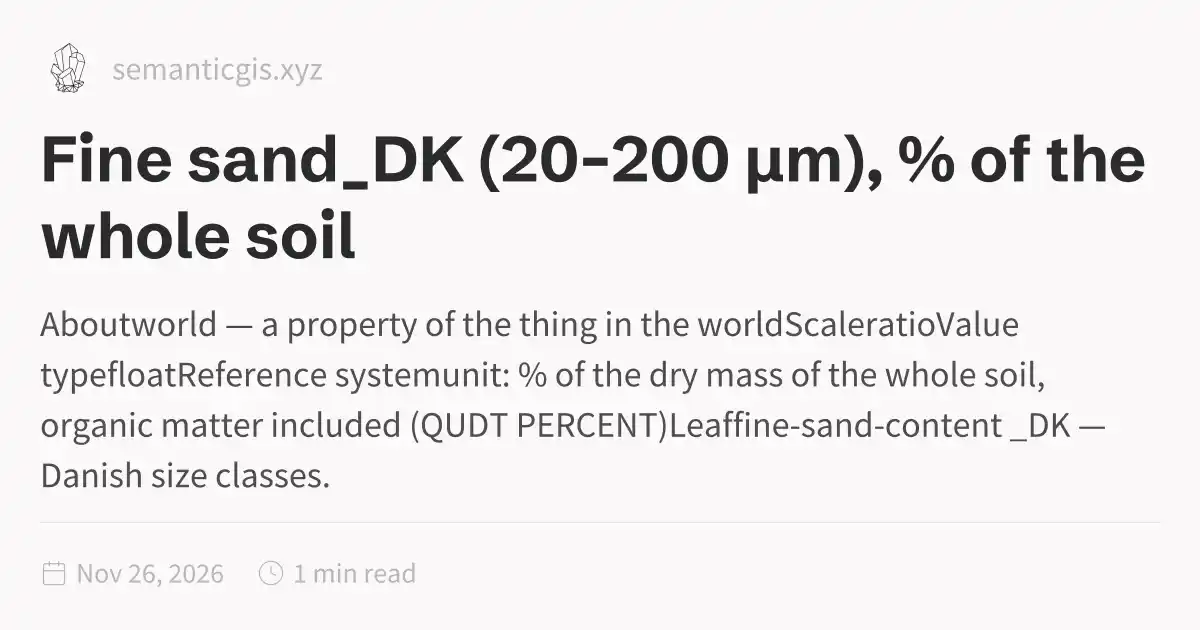 semanticgis.xyz
Fine sand_DK (20–200 µm), % of the
whole soil
Aboutworld — a property of the thing in the worldScaleratioValue
typefloatReference systemunit: % of the dry mass of the whole soil,
organic matter included (QUDT PERCENT)Leaffine-sand-content _DK —
Danish size classes.
Nov 26, 2026 1 min read